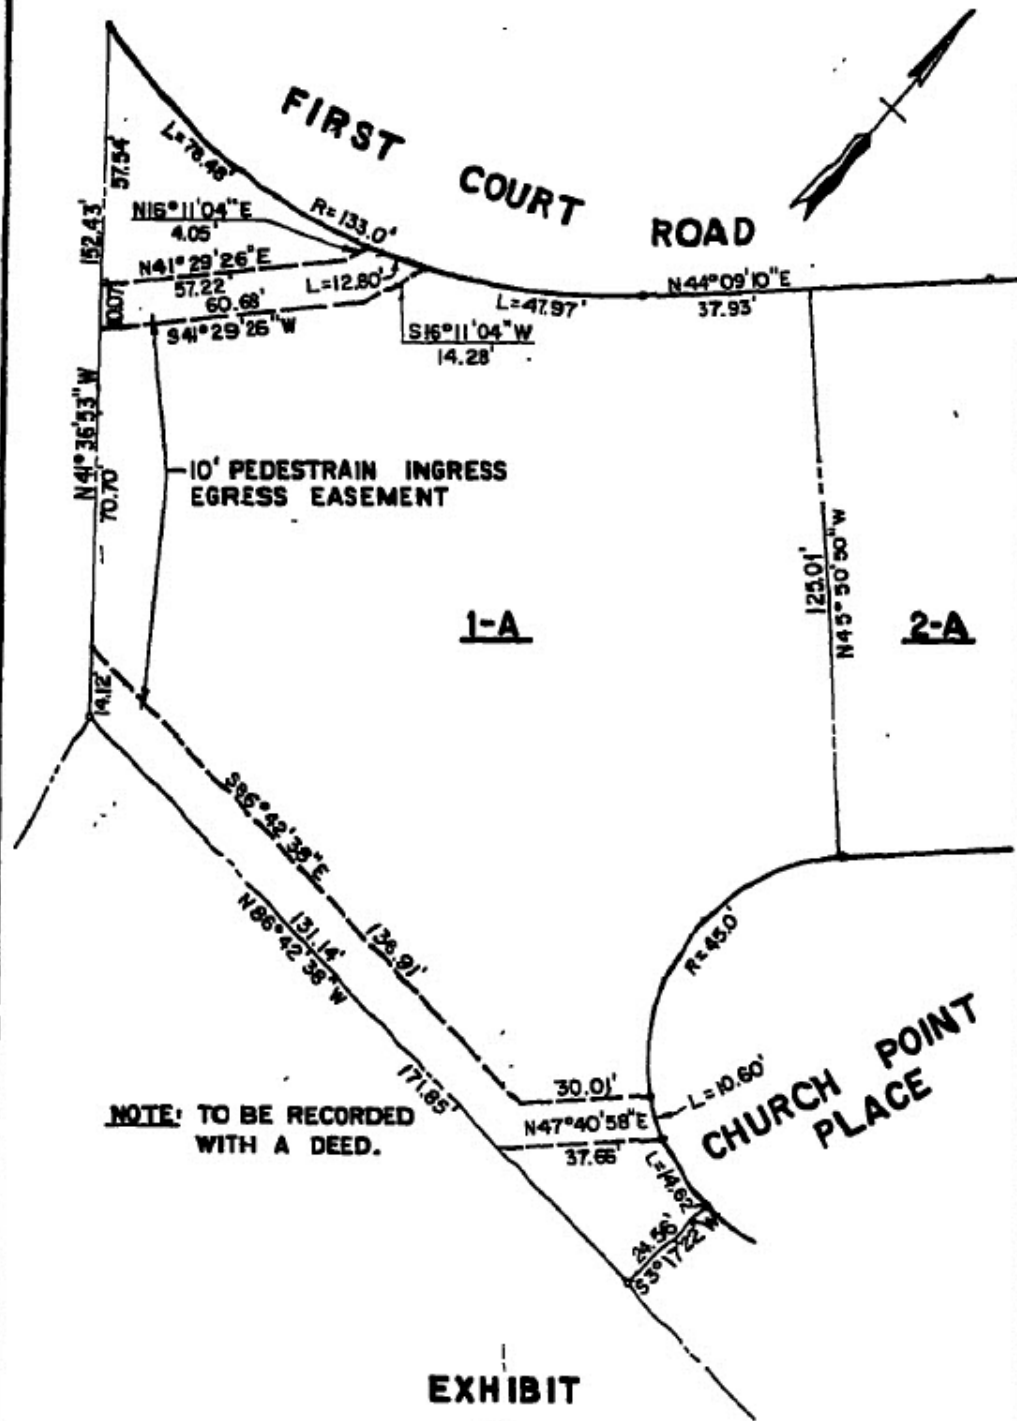 FIRST COURT ROAD
L=78.48'
R=133.0'
57.54'
152.43'
N16°11'04"E
4.05'
N41°29'26"E
57.22'
L=12.80'
60.68'
S41°29'26"W
10.07'
S16°11'04"W
14.28'
L=47.97'
N44°09'10"E
37.93'
N41°36'53"W
70.70'
10' PEDESTRAIN INGRESS
EGRESS EASEMENT
1-A
125.01'
N45°50'50"W
2-A
14.12'
S86°42'38"E
138.91'
131.14'
N86°42'38"W
171.85'
R=45.0'
30.01'
L=10.60'
N47°40'58"E
37.66'
L=14.62'
24.56'
S3°17'22"W
CHURCH POINT
PLACE
NOTE: TO BE RECORDED
WITH A DEED.
EXHIBIT